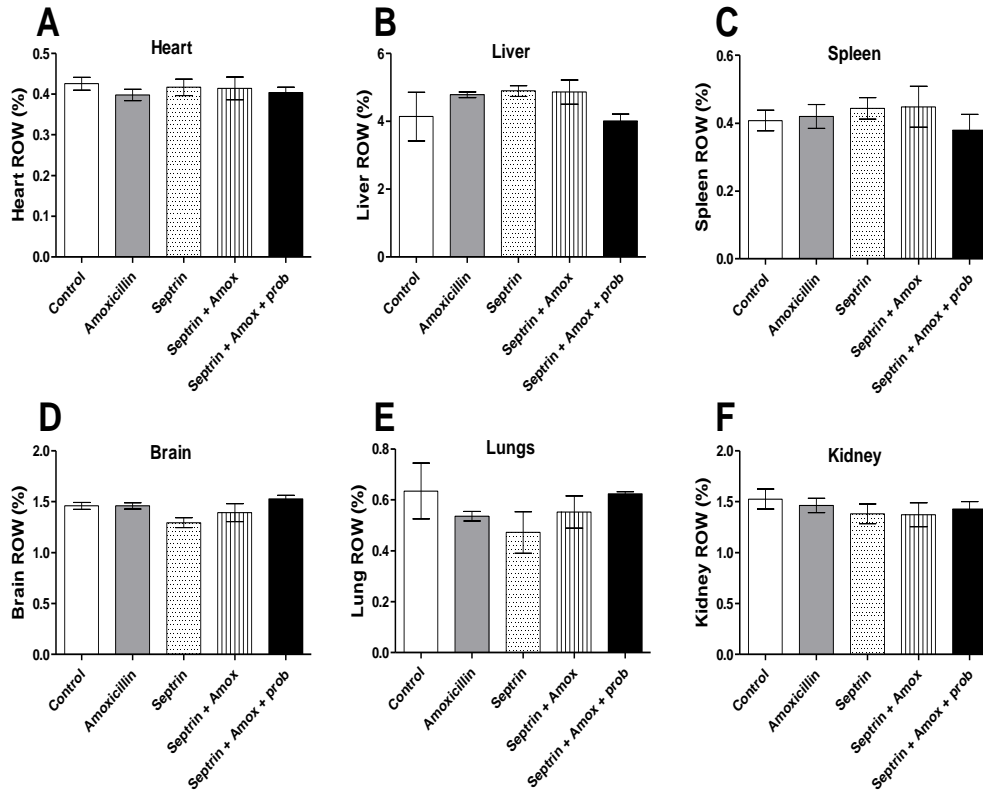 A
Heart
Heart ROW (%)
0.5
0.4
0.3
0.2
0.1
0.0
Control
Amoxicillin
Septrin
Septrin + Amox
Septrin + Amox + prob
B
Liver
Liver ROW (%)
6
4
2
0
Control
Amoxicillin
Septrin
Septrin + Amox
Septrin + Amox + prob
C
Spleen
Spleen ROW (%)
0.6
0.4
0.2
0.0
Control
Amoxicillin
Septrin
Septrin + Amox
Septrin + Amox + prob
D
Brain
Brain ROW (%)
2.0
1.5
1.0
0.5
0.0
Control
Amoxicillin
Septrin
Septrin + Amox
Septrin + Amox + prob
E
Lungs
Lung ROW (%)
0.8
0.6
0.4
0.2
0.0
Control
Amoxicillin
Septrin
Septrin + Amox
Septrin + Amox + prob
F
Kidney
Kidney ROW (%)
2.0
1.5
1.0
0.5
0.0
Control
Amoxicillin
Septrin
Septrin + Amox
Septrin + Amox + prob